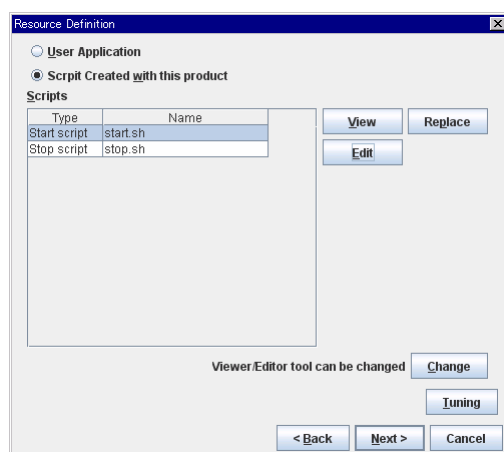 Resource Definition
User Application
Scrpit Created with this product
Scripts
Type Name
Start script start.sh
Stop script stop.sh
View Replace
Edit
Viewer/Editor tool can be changed Change
Tuning
< Back Next > Cancel